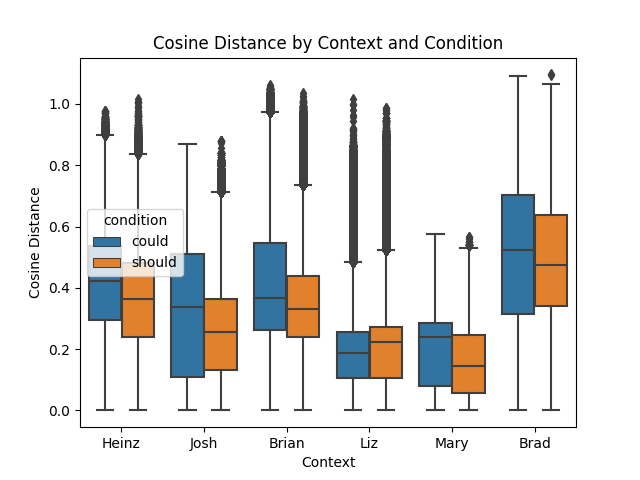 Cosine Distance by Context and Condition
Cosine Distance
1.0
0.8
0.6
0.4
0.2
0.0
condition
could
should
Heinz Josh Brian Liz Mary Brad
Context